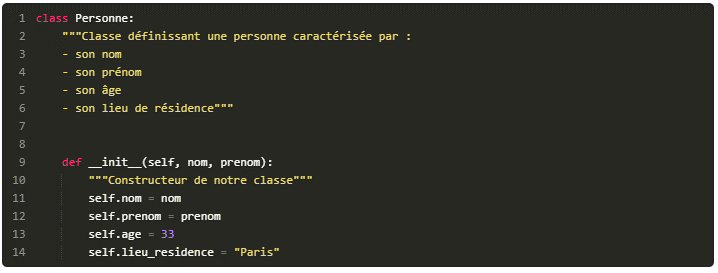 1 class Personne:
2     """Classe définissant une personne caractérisée par :
3     - son nom
4     - son prénom
5     - son âge
6     - son lieu de résidence"""
7
8
9     def __init__(self, nom, prenom):
10         """Constructeur de notre classe"""
11         self.nom = nom
12         self.prenom = prenom
13         self.age = 33
14         self.lieu_residence = "Paris"